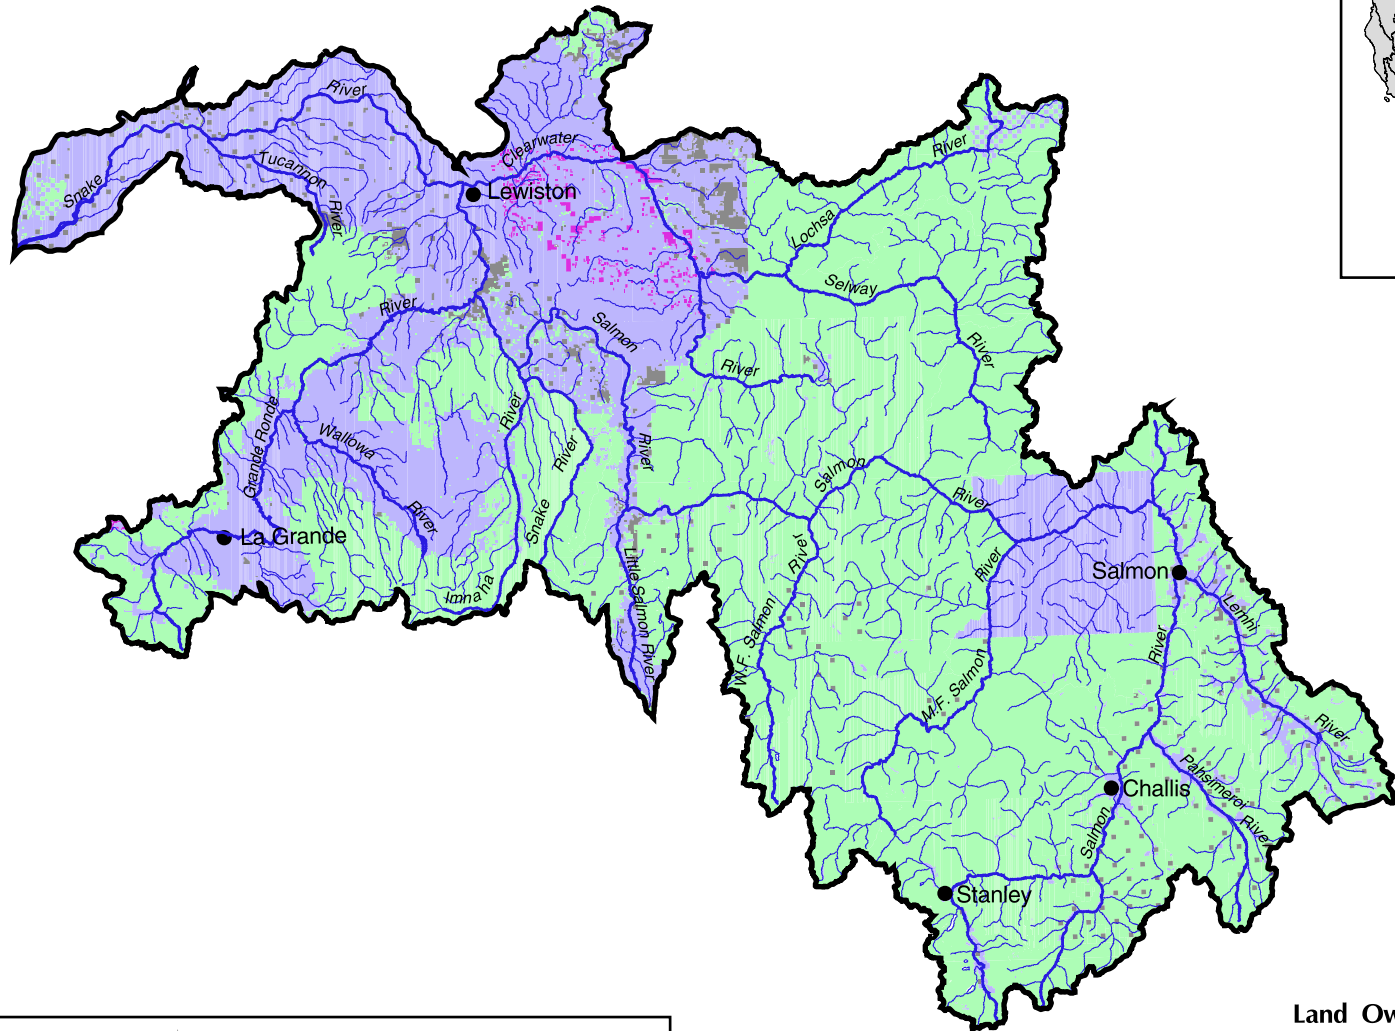 River
Clearwater
River
Tucannon
Snake
Lewiston
River
Lochsa
Selway
River
Salmon
River
River
River
Grande Ronde
Wallowa
River
River
River
Salmon
River
River
Snake
La Grande
River
River
Salmon
Imnaha
Little Salmon River
W.F. Salmon
Lemhi
River
M.F. Salmon
River
Pahsimeroi
Challis
River
Salmon
Stanley
Land Ow